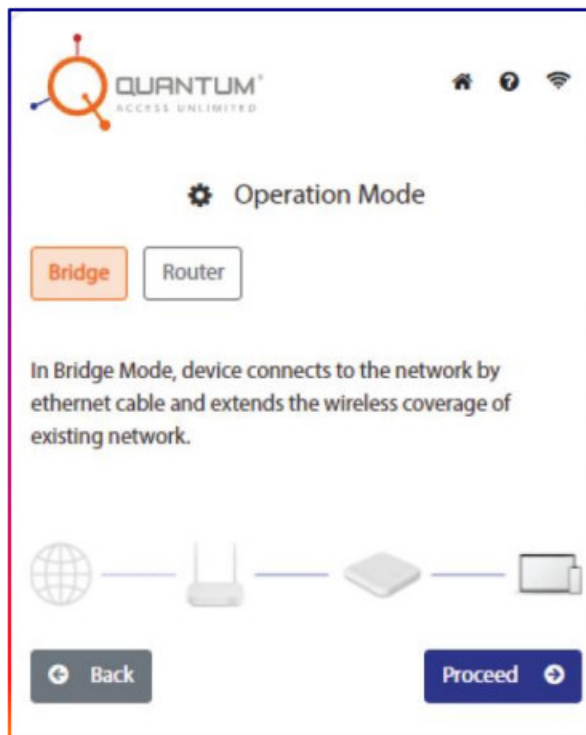 QUANTUM®
ACCESS UNLIMITED
Operation Mode
Bridge
Router
In Bridge Mode, device connects to the network by
ethernet cable and extends the wireless coverage of
existing network.
Back
Proceed